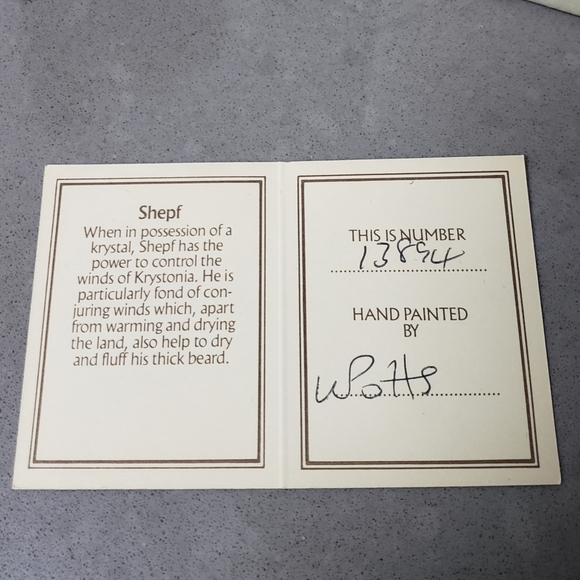 Shepf
When in possession of a
krystal, Shepf has the
power to control the
winds of Krystonia. He is
particularly fond of con-
juring winds which, apart
from warming and drying
the land, also help to dry
and fluff his thick beard.
THIS IS NUMBER
13894
HAND PAINTED
BY
W Potts